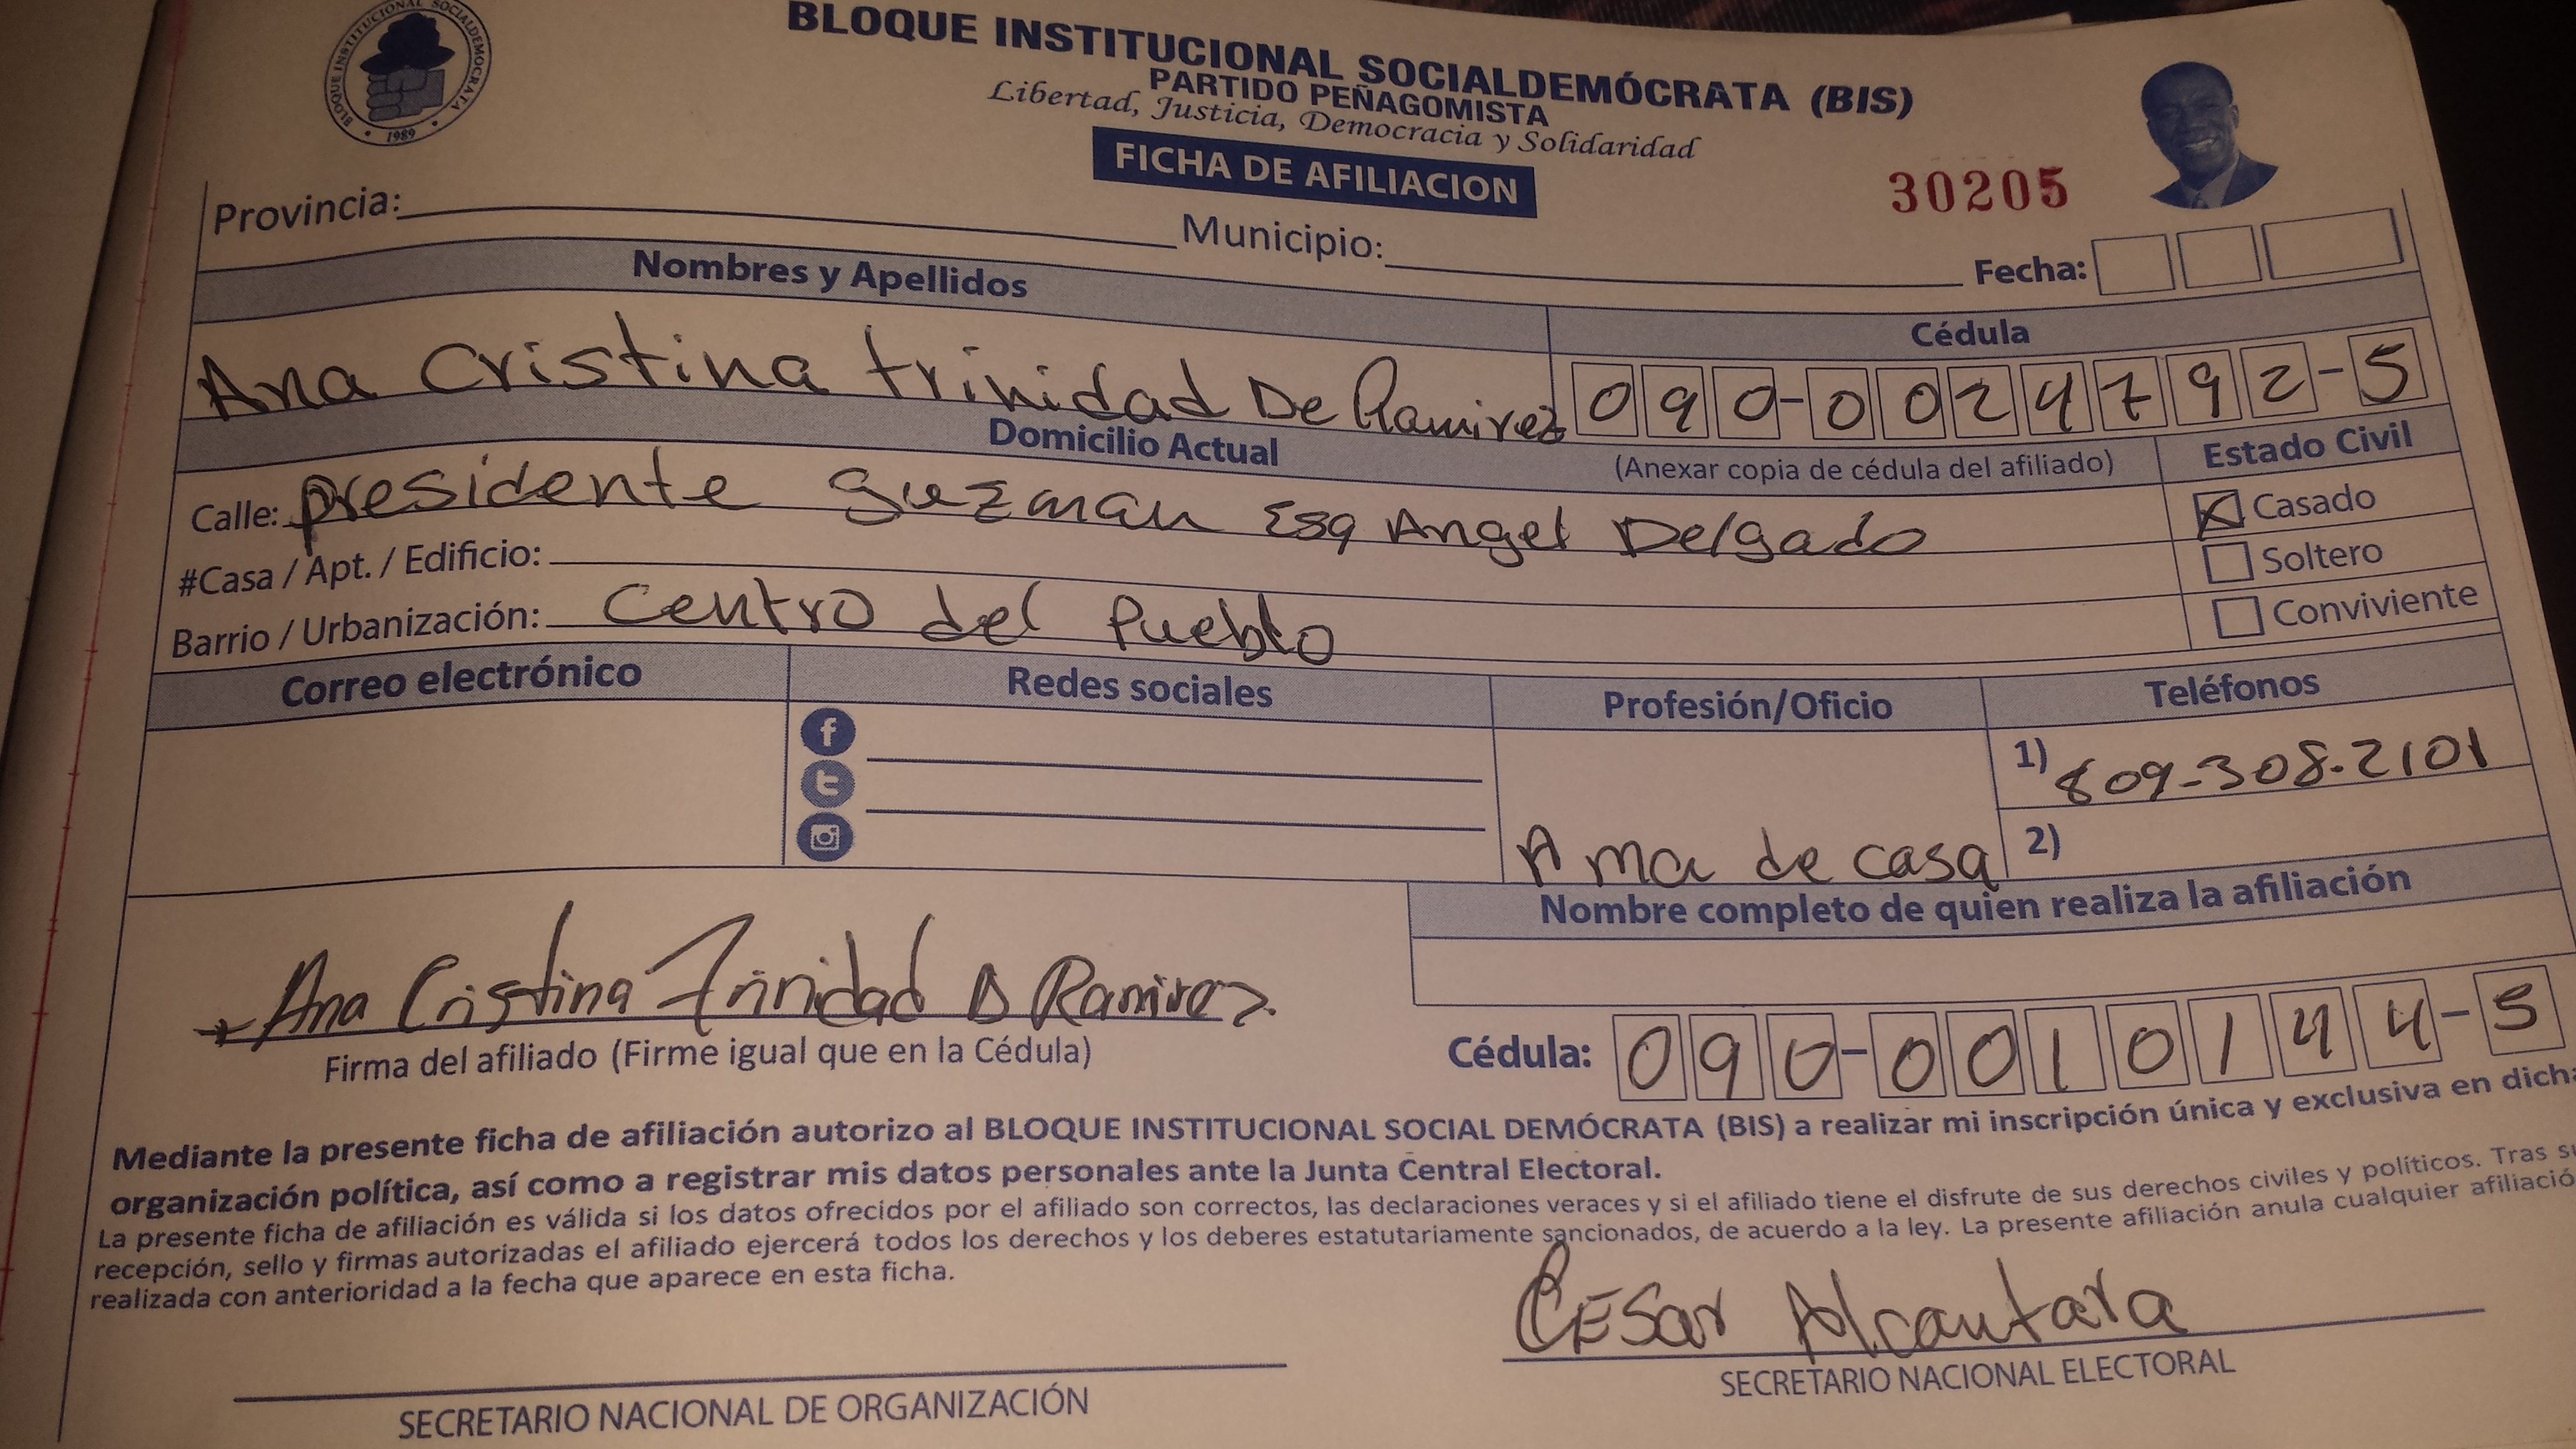 BLOQUE INSTITUCIONAL SOCIALDEMOCRATA
1989
BLOQUE INSTITUCIONAL SOCIALDEMÓCRATA (BIS)
PARTIDO PEÑAGOMISTA
Libertad, Justicia, Democracia y Solidaridad
FICHA DE AFILIACION
30205
Provincia: Municipio: Fecha:
Nombres y Apellidos
Cédula
Ana Cristina trinidad De Ramirez 090-0024792-5
Domicilio Actual
(Anexar copia de cédula del afiliado)
Estado Civil
Calle: presidente guzman Esq Angel Delgado
Casado
#Casa / Apt. / Edificio:
Soltero
Barrio / Urbanización: Centro del Pueblo
Conviviente
Correo electrónico Redes sociales Profesión/Oficio Teléfonos
1) 809-308-2101
Ama de casa
2)
Nombre completo de quien realiza la afiliación
Ana Cristina Trinidad D Ramirez.
Firma del afiliado (Firme igual que en la Cédula)
Cédula: 090-0010144-5
Mediante la presente ficha de afiliación autorizo al BLOQUE INSTITUCIONAL SOCIAL DEMÓCRATA (BIS) a realizar mi inscripción única y exclusiva en
organización política, así como a registrar mis datos personales ante la Junta Central Electoral.
La presente ficha de afiliación es válida si los datos ofrecidos por el afiliado son correctos, las declaraciones veraces y si el afiliado tiene el disfrute de sus derechos civiles y políticos. Tras
recepción, sello y firmas autorizadas el afiliado ejercerá todos los derechos y los deberes estatutariamente sancionados, de acuerdo a la ley. La presente afiliación anula cualquier
realizada con anterioridad a la fecha que aparece en esta ficha.
CESar Alcantara
SECRETARIO NACIONAL DE ORGANIZACIÓN
SECRETARIO NACIONAL ELECTORAL